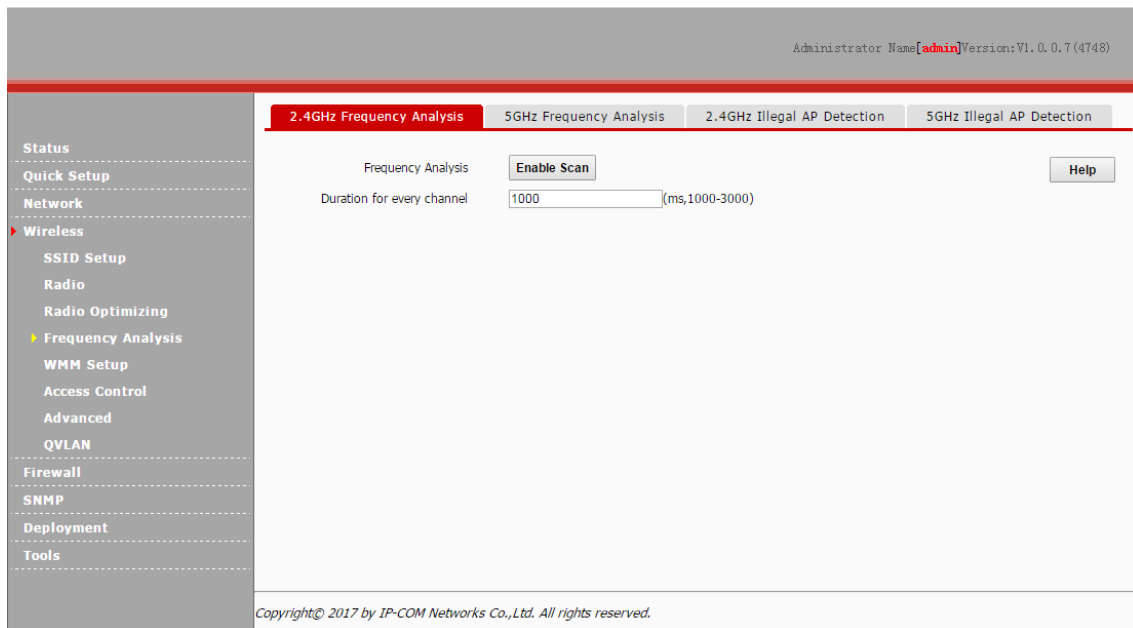 Administrator Name[admin]Version:V1.0.0.7(4748)
2.4GHz Frequency Analysis
5GHz Frequency Analysis
2.4GHz Illegal AP Detection
5GHz Illegal AP Detection
Status
Quick Setup
Network
Wireless
SSID Setup
Radio
Radio Optimizing
Frequency Analysis
WMM Setup
Access Control
Advanced
QVLAN
Firewall
SNMP
Deployment
Tools
Frequency Analysis
Enable Scan
Help
Duration for every channel
1000
(ms,1000-3000)
Copyright© 2017 by IP-COM Networks Co.,Ltd. All rights reserved.